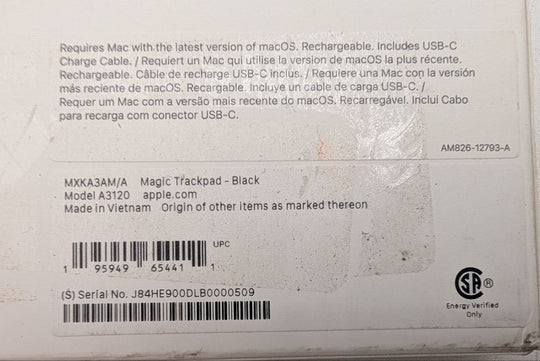 Requires Mac with the latest version of macOS. Rechargeable. Includes USB-C
Charge Cable. / Requiert un Mac qui utilise la version de macOS la plus récente.
Rechargeable. Câble de recharge USB-C inclus. / Requiere una Mac con la versión
más reciente de macOS. Recargable. Incluye un cable de carga USB-C. /
Requer um Mac com a versão mais recente do macOS. Recarregável. Inclui Cabo
para recarga com conector USB-C.
AM826-12793-A
MXKA3AM/A Magic Trackpad - Black
Model A3120 apple.com
Made in Vietnam Origin of other items as marked thereon
UPC
1 95949 65441 1
(S) Serial No. J84HE900DLB0000509
SA ®
Energy Verified
Only